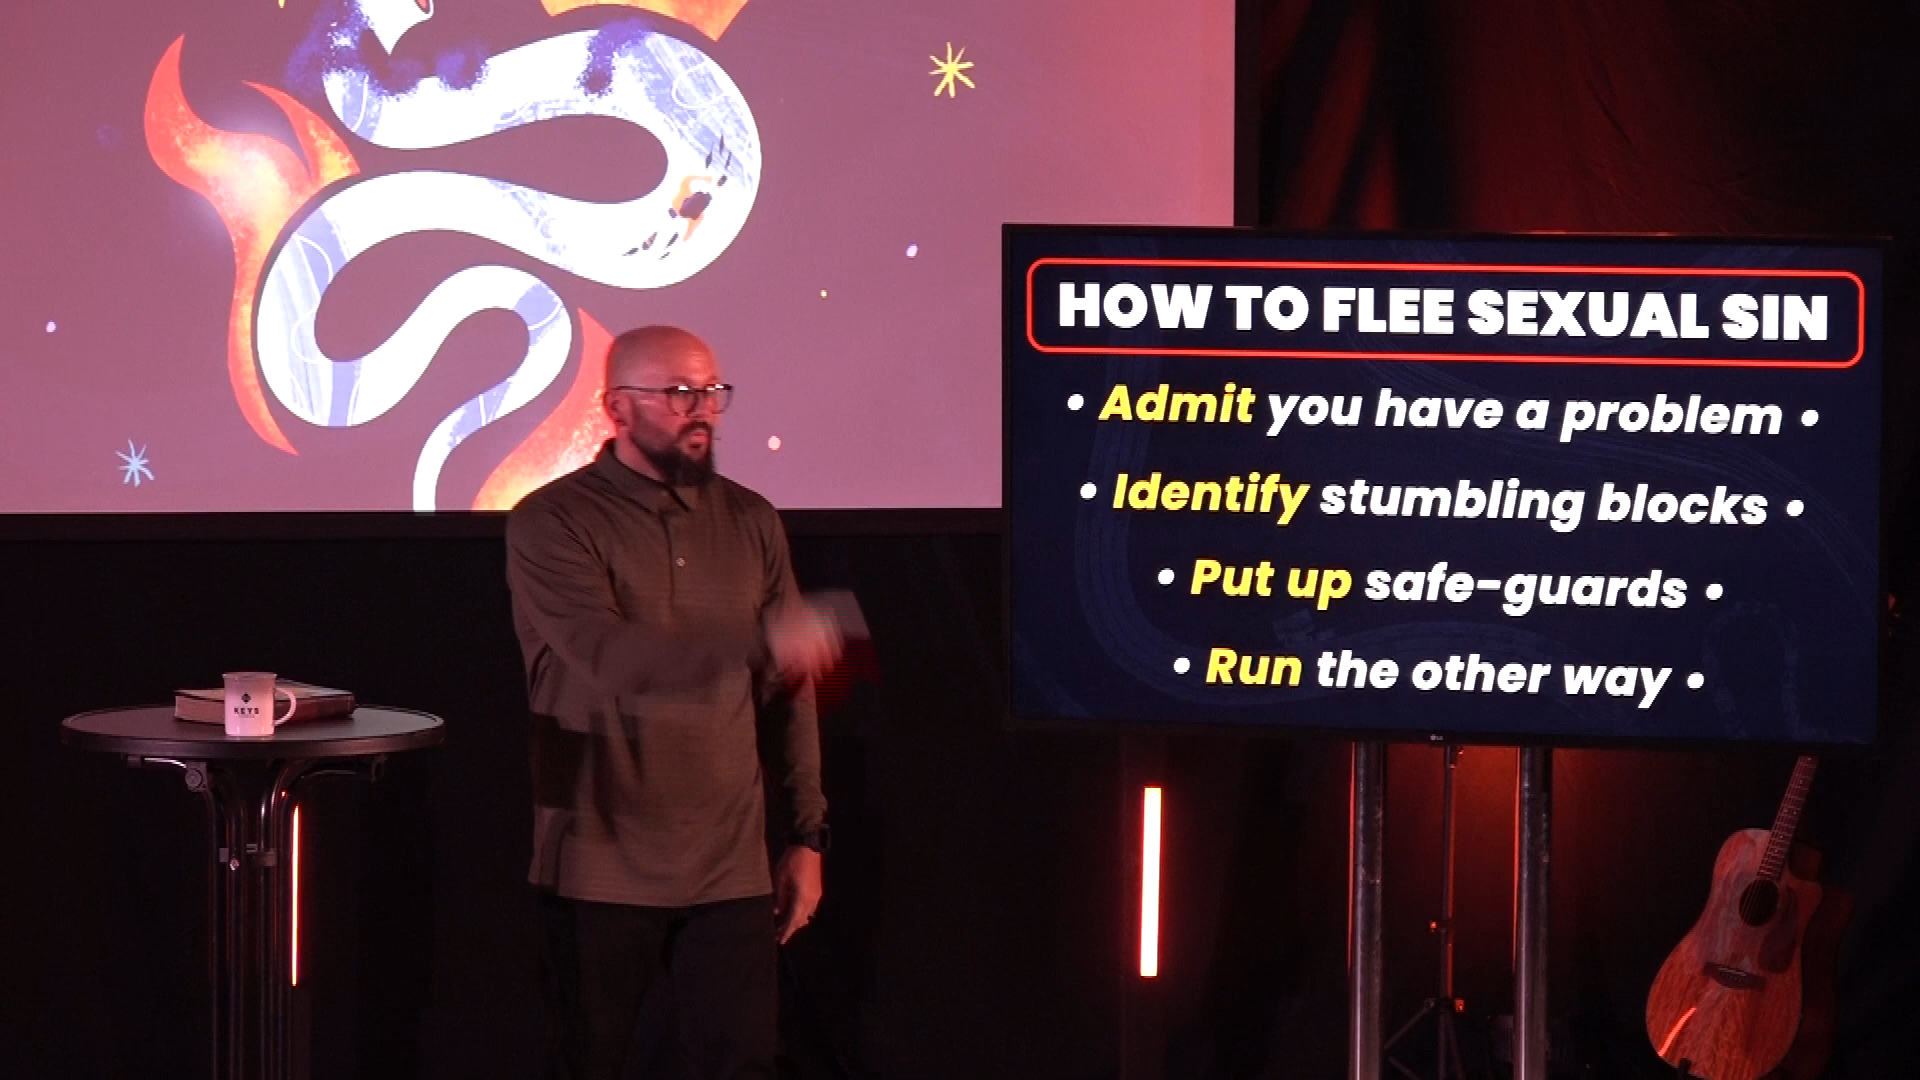 HOW TO FLEE SEXUAL SIN
• Admit you have a problem •
• Identify stumbling blocks •
• Put up safe-guards •
• Run the other way •
KEYS
LG